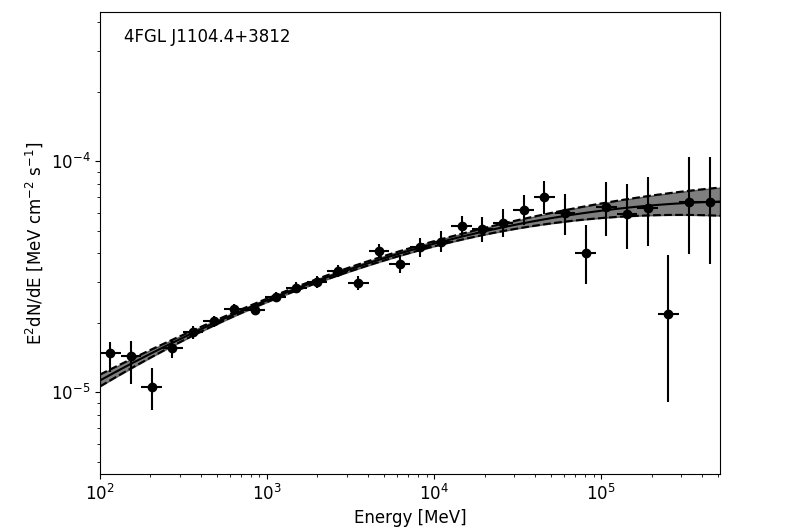 4FGL J1104.4+3812
E²dN/dE [MeV cm⁻² s⁻¹]
10⁻⁴
10⁻⁵
10² 10³ 10⁴ 10⁵
Energy [MeV]